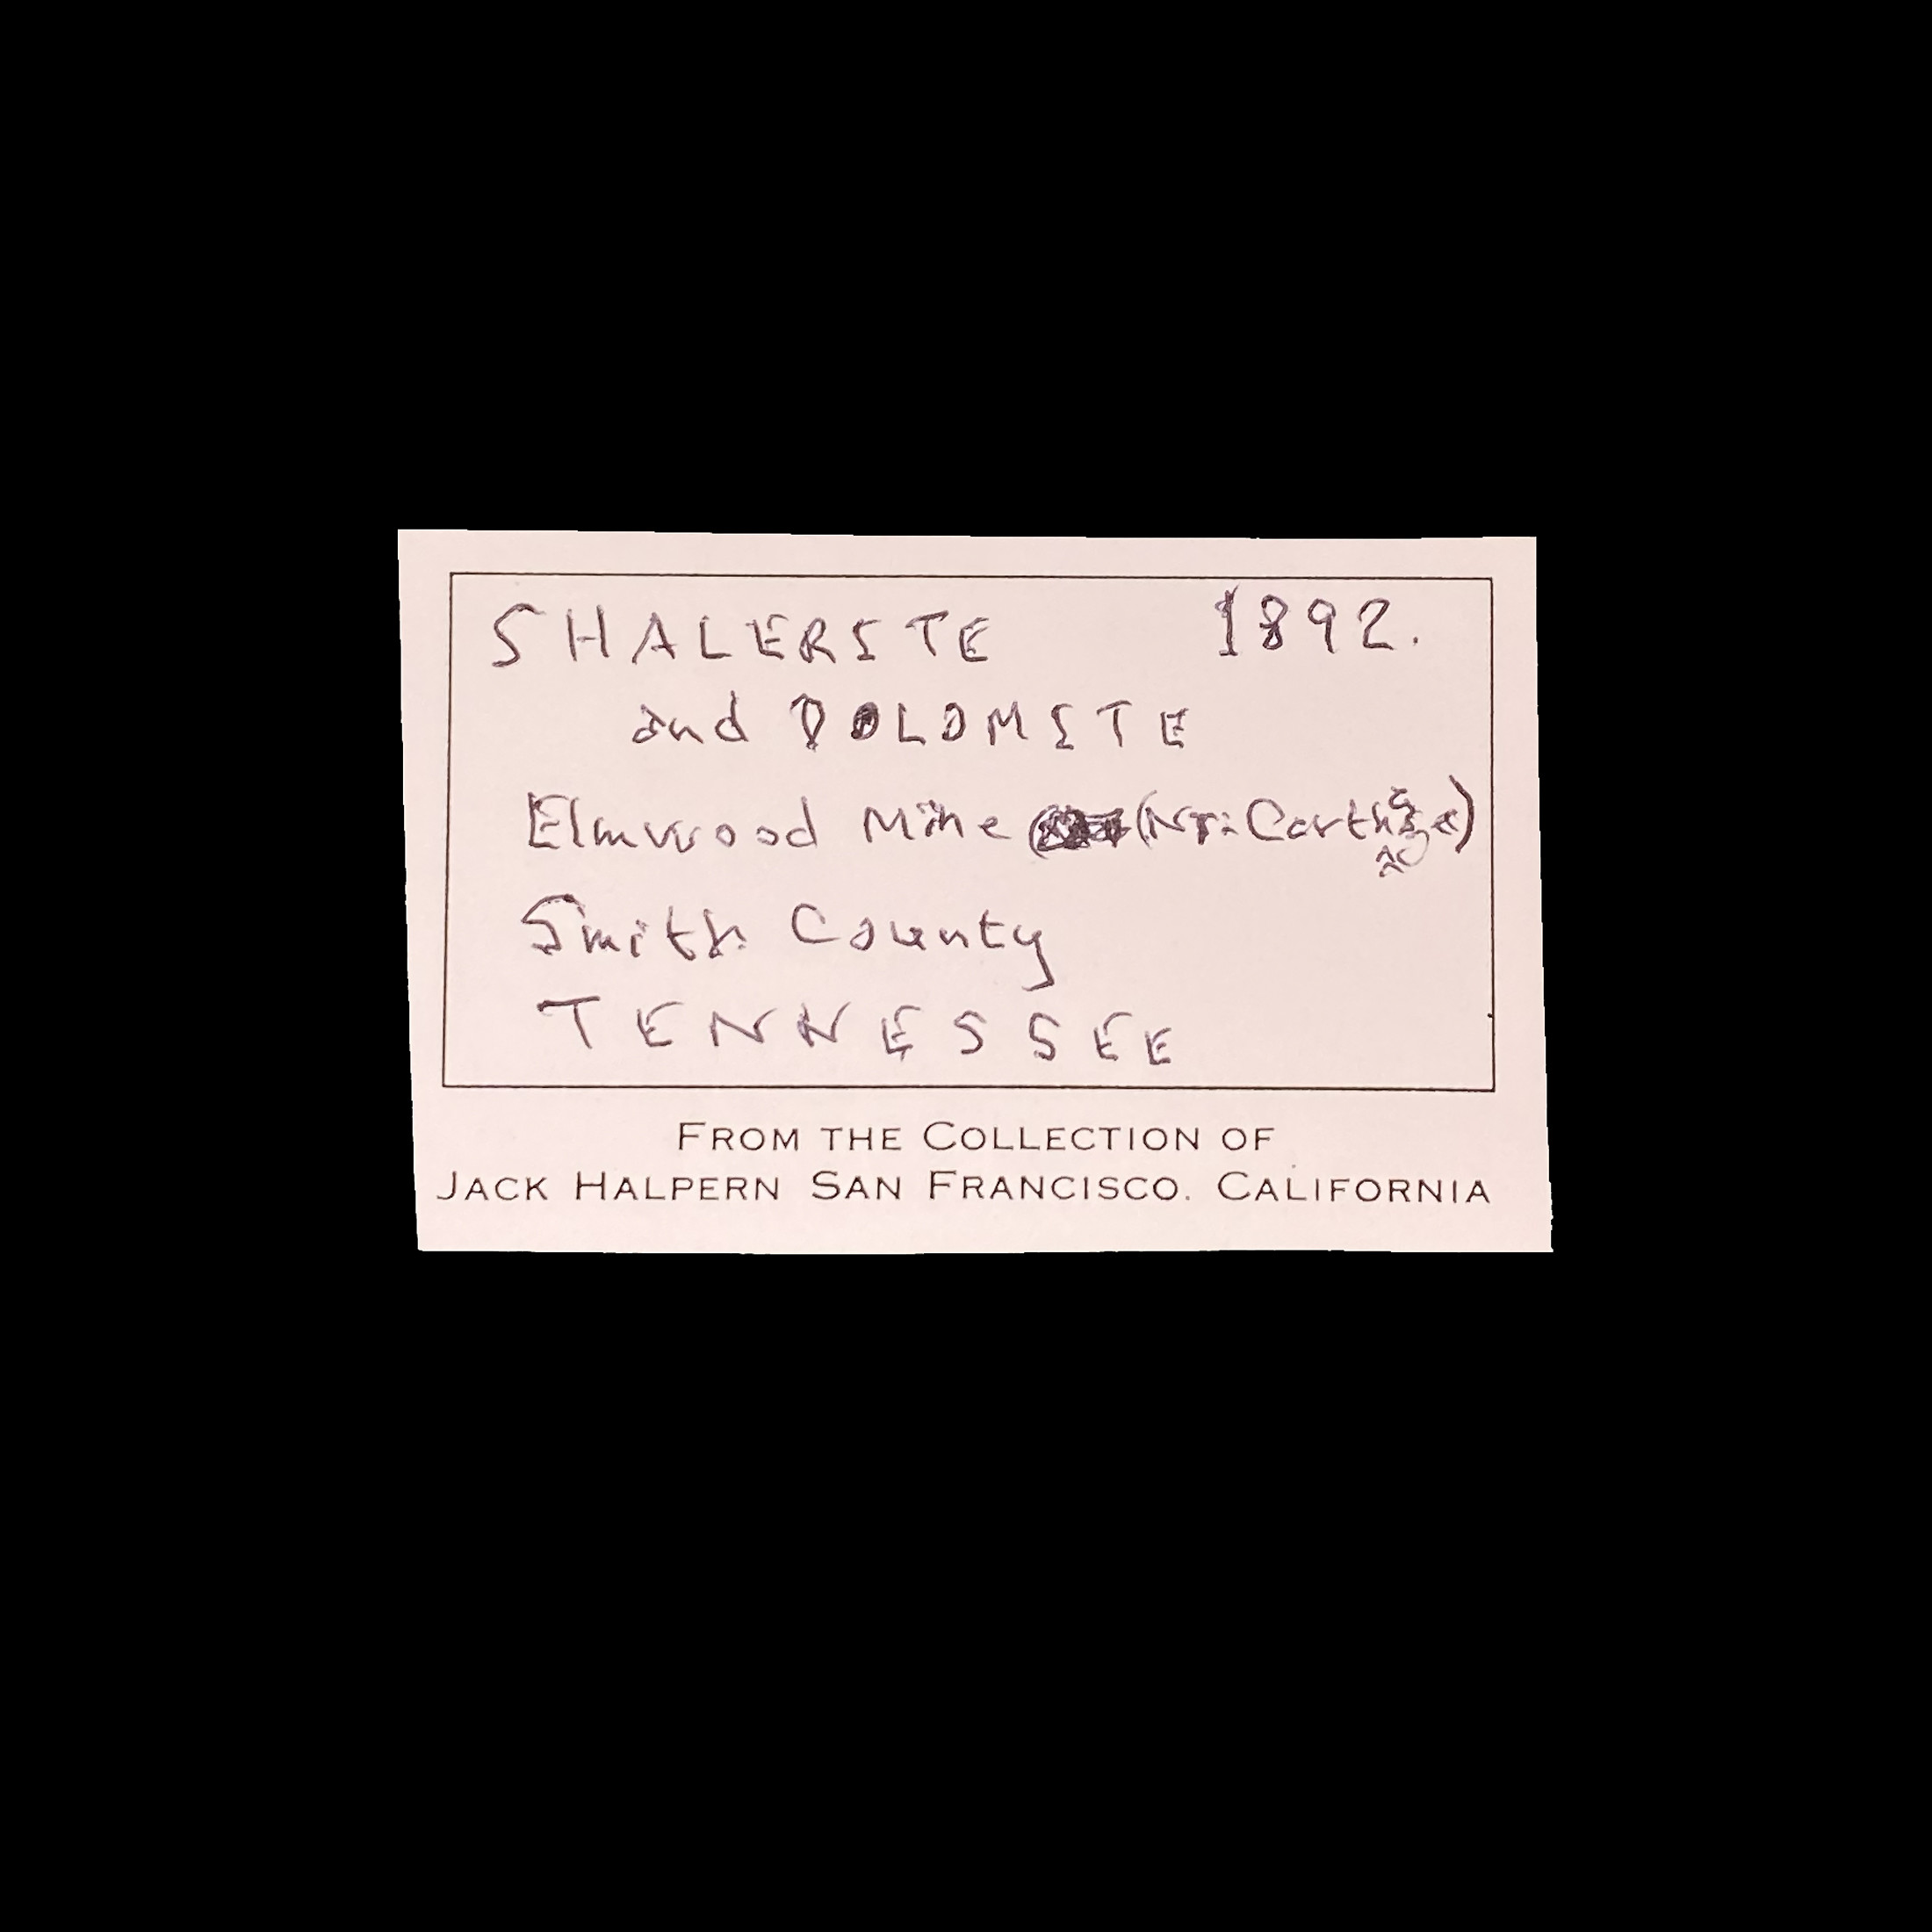 SHALERITE 1892.
and DOLOMITE
Elmwood Mine (Nr. Carthage)
Smith County
TENNESSEE
FROM THE COLLECTION OF
JACK HALPERN SAN FRANCISCO. CALIFORNIA